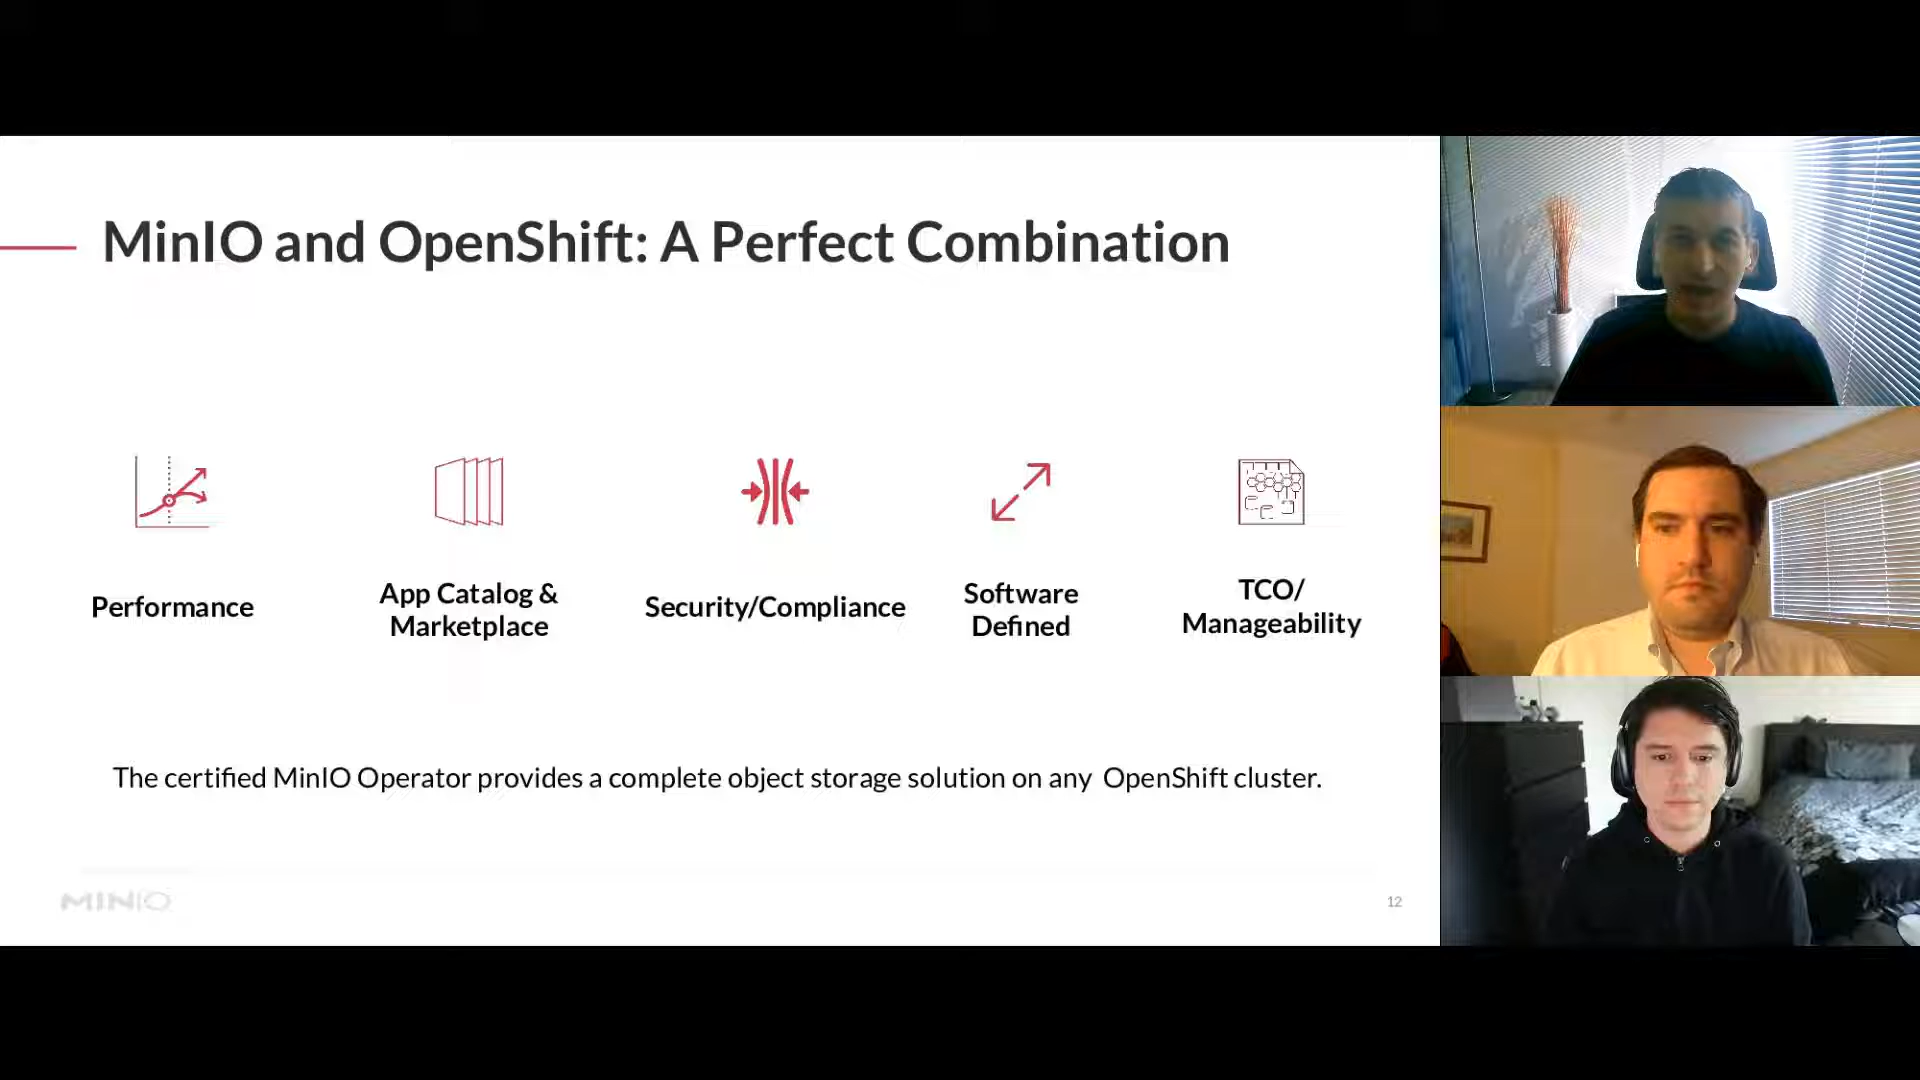 MinIO and OpenShift: A Perfect Combination
Performance
App Catalog &
Marketplace
Security/Compliance
Software
Defined
TCO/
Manageability
The certified MinIO Operator provides a complete object storage solution on any OpenShift cluster.
MINIO
12